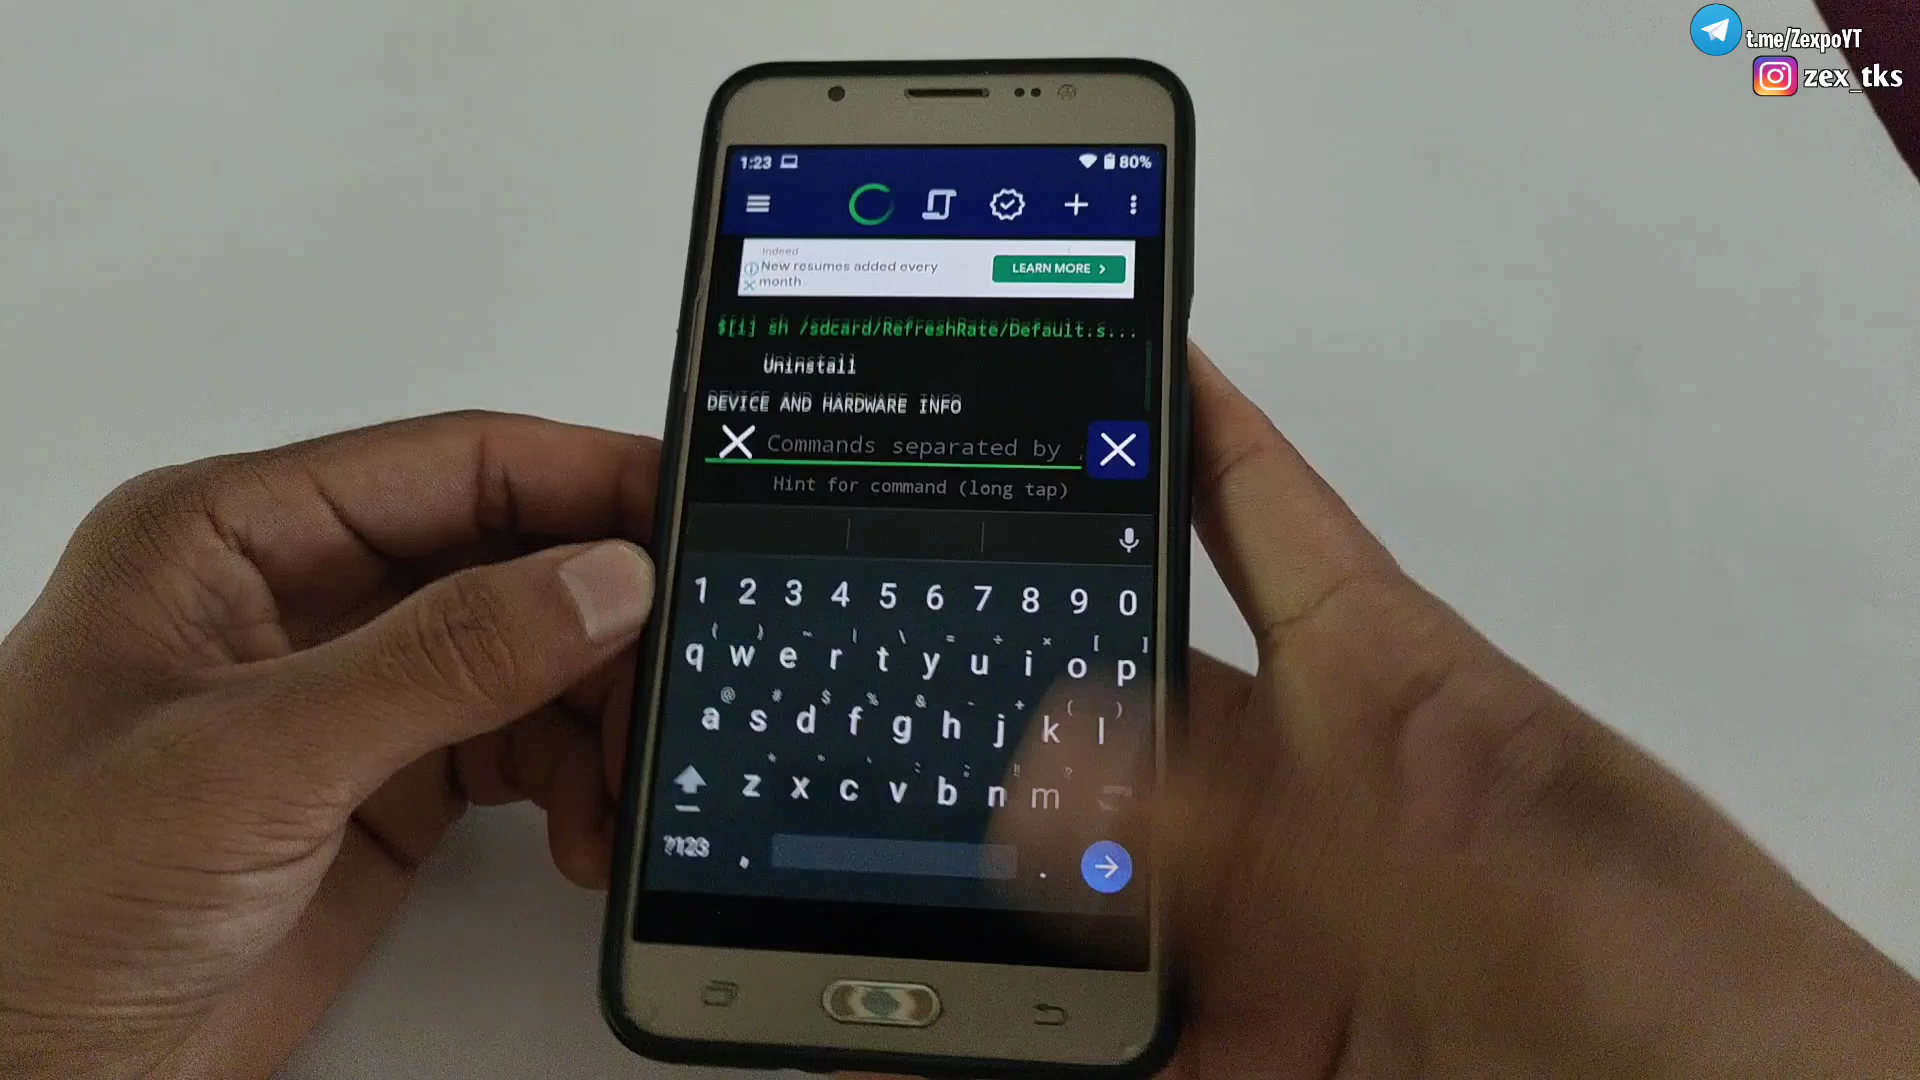 t.me/ZexpoYT
zex_tks
1:23
80%
Indeed
New resumes added every
month
LEARN MORE
$[i] sh /sdcard/RefreshRate/Default.s...
Uninstall
DEVICE AND HARDWARE INFO
Commands separated by ;
Hint for command (long tap)
1 2 3 4 5 6 7 8 9 0
q w e r t y u i o p
a s d f g h j k l
z x c v b n m
?123 , .